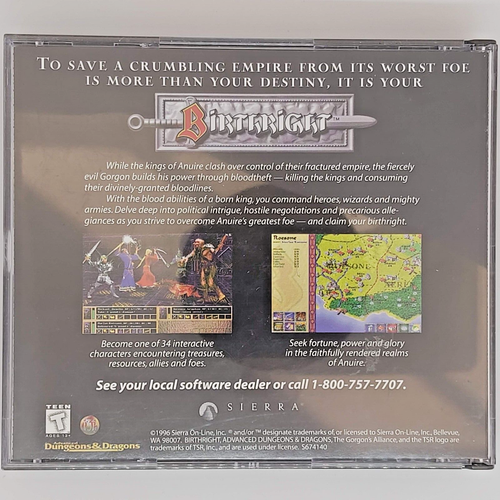 TO SAVE A CRUMBLING EMPIRE FROM ITS WORST FOE
IS MORE THAN YOUR DESTINY, IT IS YOUR
BIRTHRIGHT™
While the kings of Anuire clash over control of their fractured empire, the fiercely
evil Gorgon builds his power through bloodtheft — killing the kings and consuming
their divinely-granted bloodlines.
With the blood abilities of a born king, you command heroes, wizards and mighty
armies. Delve deep into political intrigue, hostile negotiations and precarious alle-
giances as you strive to overcome Anuire's greatest foe — and claim your birthright.
Become one of 34 interactive
characters encountering treasures,
resources, allies and foes.
Seek fortune, power and glory
in the faithfully rendered realms
of Anuire.
See your local software dealer or call 1-800-757-7707.
TEEN
T
AGES 13+
Advanced
Dungeons & Dragons
SIERRA
©1996 Sierra On-Line, Inc. ® and/or ™ designate trademarks of, or licensed to Sierra On-Line, Inc., Bellevue,
WA 98007. BIRTHRIGHT, ADVANCED DUNGEONS & DRAGONS, The Gorgon's Alliance, and the TSR logo are
trademarks of TSR, Inc., and are used under license. S674140